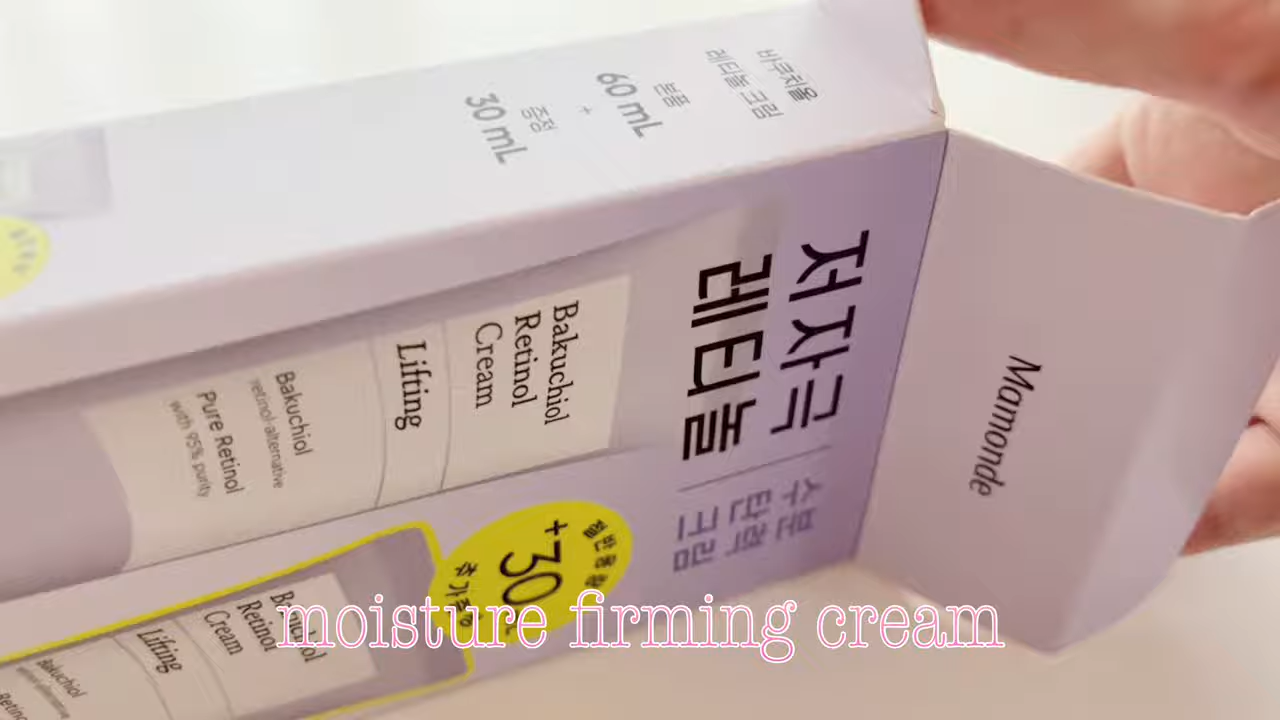 바쿠치올
레티놀 크림
본품
60 mL
+
증정
30 mL
Mamonde
저자극
레티놀
수분
탄력
크림
Bakuchiol
Retinol
Cream
Lifting
Bakuchiol
retinol-alternative
Pure Retinol
with 95% purity
+30
Bakuchiol
Retinol
Cream
Lifting
Bakuchiol
moisture firming cream